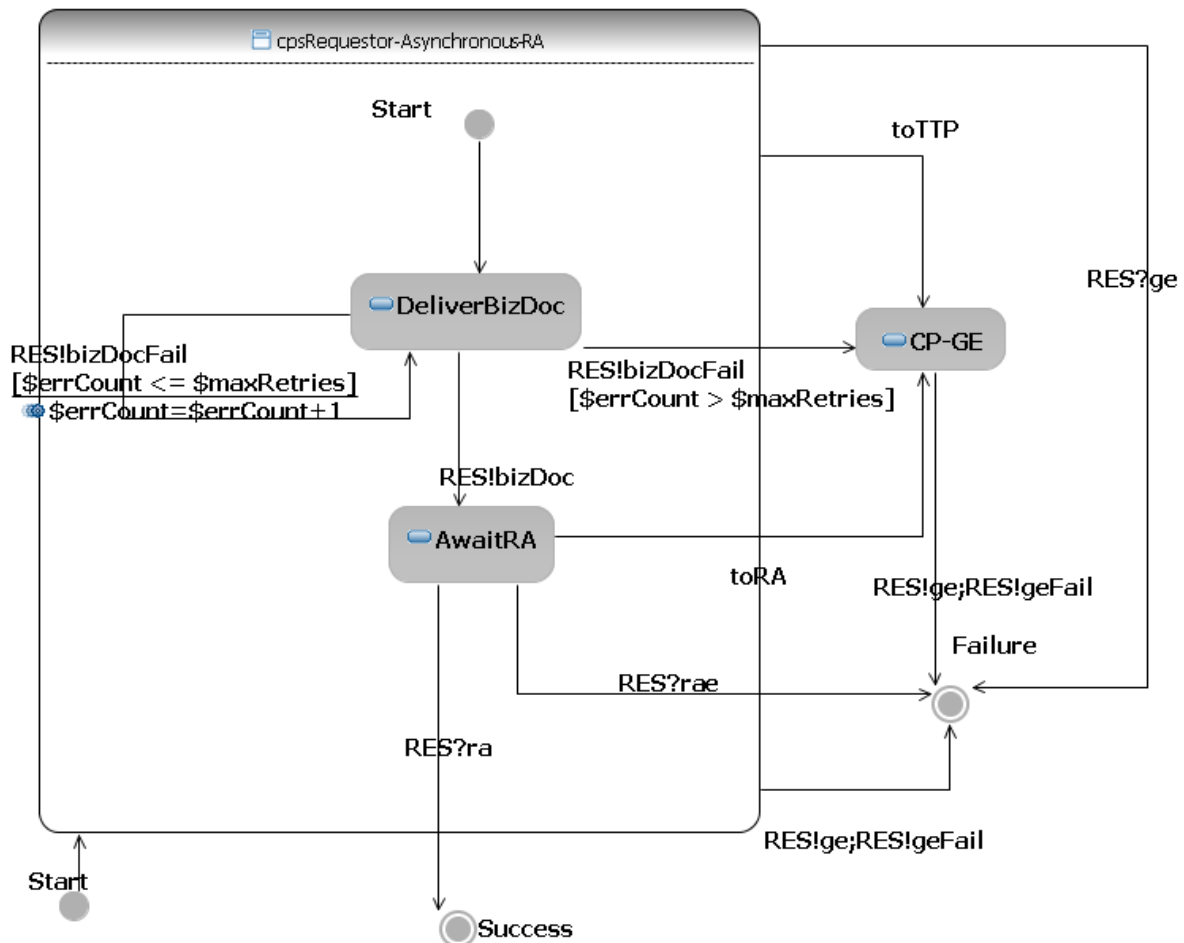 cpsRequestor-Asynchronous-RA
Start
toTTP
RES?ge
DeliverBizDoc
CP-GE
RES!bizDocFail
[$errCount <= $maxRetries]
$errCount=$errCount+1
RES!bizDocFail
[$errCount > $maxRetries]
RES!bizDoc
AwaitRA
toRA
RES!ge;RES!geFail
Failure
RES?rae
RES?ra
RES!ge;RES!geFail
Start
Success